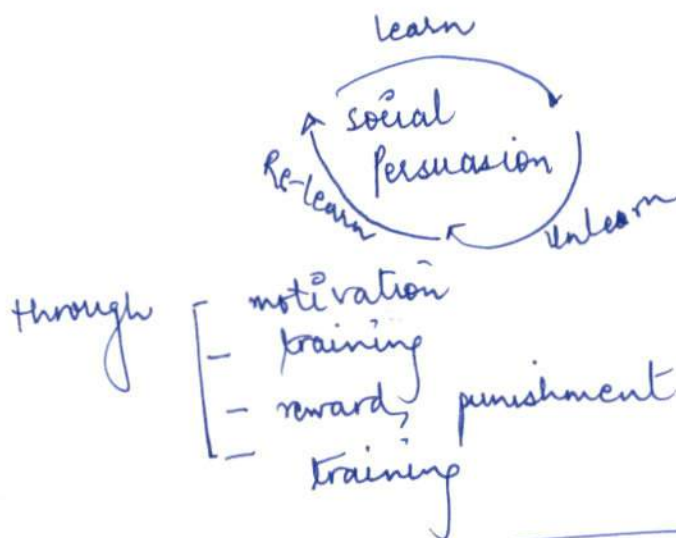 learn
social
Persuasion
Re-learn
Unlearn
through
motivation
- training
- reward, punishment
- training